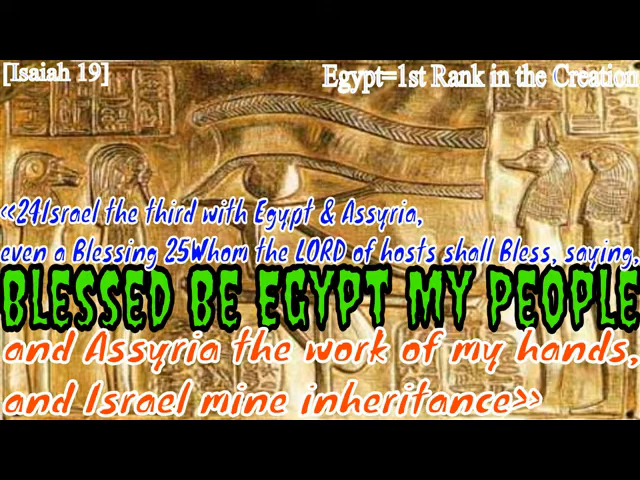 [Isaiah 19]
Egypt=1st Rank in the Creation
«24Israel the third with Egypt & Assyria,
even a Blessing 25Whom the LORD of hosts shall Bless, saying,
BLESSED BE EGYPT MY PEOPLE
and Assyria the work of my hands,
and Israel mine inheritance»